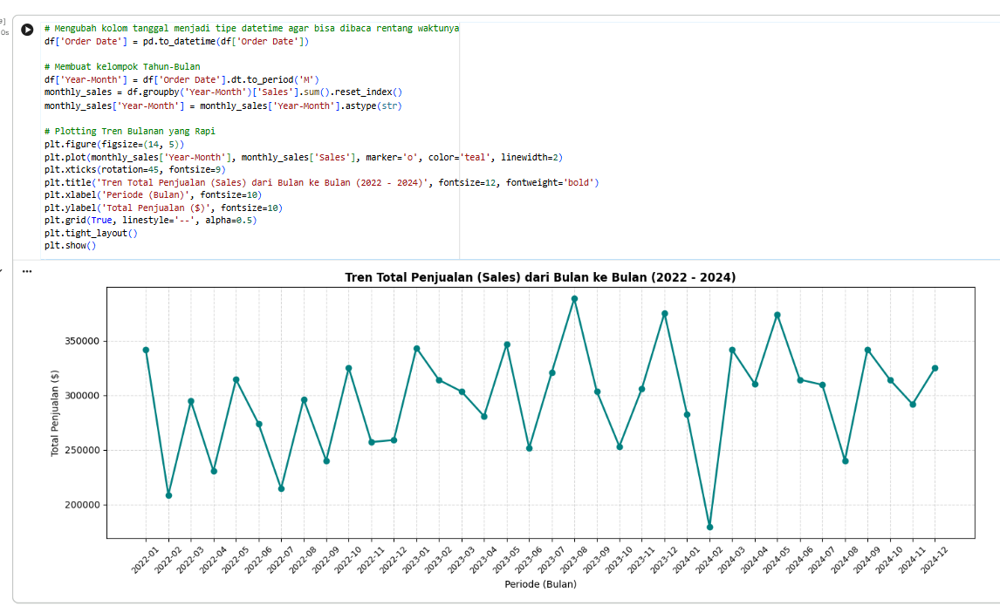 0s
# Mengubah kolom tanggal menjadi tipe datetime agar bisa dibaca rentang waktunya
df['Order Date'] = pd.to_datetime(df['Order Date'])
# Membuat kelompok Tahun-Bulan
df['Year-Month'] = df['Order Date'].dt.to_period('M')
monthly_sales = df.groupby('Year-Month')['Sales'].sum().reset_index()
monthly_sales['Year-Month'] = monthly_sales['Year-Month'].astype(str)
# Plotting Tren Bulanan yang Rapi
plt.figure(figsize=(14, 5))
plt.plot(monthly_sales['Year-Month'], monthly_sales['Sales'], marker='o', color='teal', linewidth=2)
plt.xticks(rotation=45, fontsize=9)
plt.title('Tren Total Penjualan (Sales) dari Bulan ke Bulan (2022 - 2024)', fontsize=12, fontweight='bold')
plt.xlabel('Periode (Bulan)', fontsize=10)
plt.ylabel('Total Penjualan ($)', fontsize=10)
plt.grid(True, linestyle='--', alpha=0.5)
plt.tight_layout()
plt.show()
Tren Total Penjualan (Sales) dari Bulan ke Bulan (2022 - 2024)
Total Penjualan ($)
350000
300000
250000
200000
2022-01
2022-02
2022-03
2022-04
2022-05
2022-06
2022-07
2022-08
2022-09
2022-10
2022-11
2022-12
2023-01
2023-02
2023-03
2023-04
2023-05
2023-06
2023-07
2023-08
2023-09
2023-10
2023-11
2023-12
2024-01
2024-02
2024-03
2024-04
2024-05
2024-06
2024-07
2024-08
2024-09
2024-10
2024-11
2024-12
Periode (Bulan)